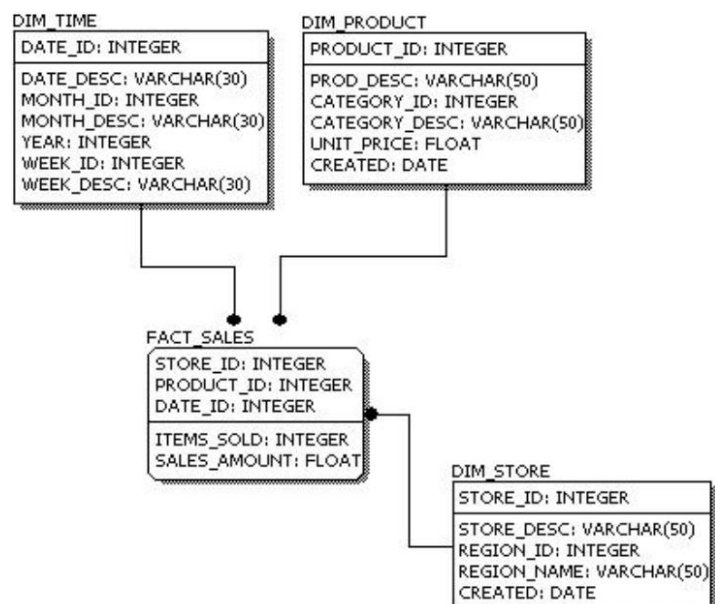 DIM_TIME
DATE_ID: INTEGER
DATE_DESC: VARCHAR(30)
MONTH_ID: INTEGER
MONTH_DESC: VARCHAR(30)
YEAR: INTEGER
WEEK_ID: INTEGER
WEEK_DESC: VARCHAR(30)
DIM_PRODUCT
PRODUCT_ID: INTEGER
PROD_DESC: VARCHAR(50)
CATEGORY_ID: INTEGER
CATEGORY_DESC: VARCHAR(50)
UNIT_PRICE: FLOAT
CREATED: DATE
FACT_SALES
STORE_ID: INTEGER
PRODUCT_ID: INTEGER
DATE_ID: INTEGER
ITEMS_SOLD: INTEGER
SALES_AMOUNT: FLOAT
DIM_STORE
STORE_ID: INTEGER
STORE_DESC: VARCHAR(50)
REGION_ID: INTEGER
REGION_NAME: VARCHAR(50)
CREATED: DATE